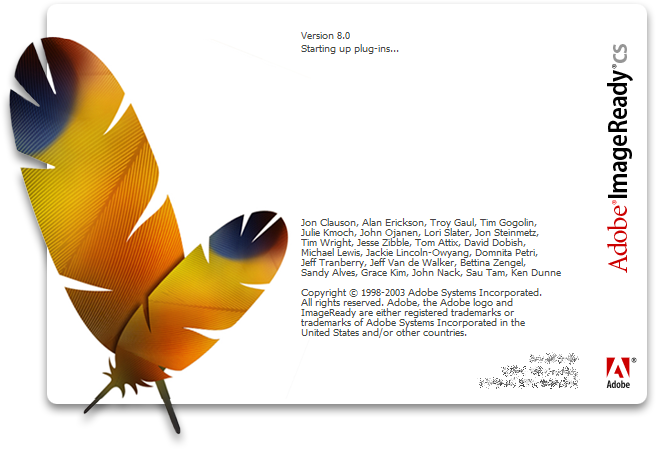 Version 8.0
Starting up plug-ins...
Adobe® ImageReady® CS
Jon Clauson, Alan Erickson, Troy Gaul, Tim Gogolin,
Julie Kmoch, John Ojanen, Lori Slater, Jon Steinmetz,
Tim Wright, Jesse Zibble, Tom Attix, David Dobish,
Michael Lewis, Jackie Lincoln-Owyang, Domnita Petri,
Jeff Tranberry, Jeff Van de Walker, Bettina Zengel,
Sandy Alves, Grace Kim, John Nack, Sau Tam, Ken Dunne
Copyright © 1998-2003 Adobe Systems Incorporated.
All rights reserved. Adobe, the Adobe logo and
ImageReady are either registered trademarks or
trademarks of Adobe Systems Incorporated in the
United States and/or other countries.
®
Adobe